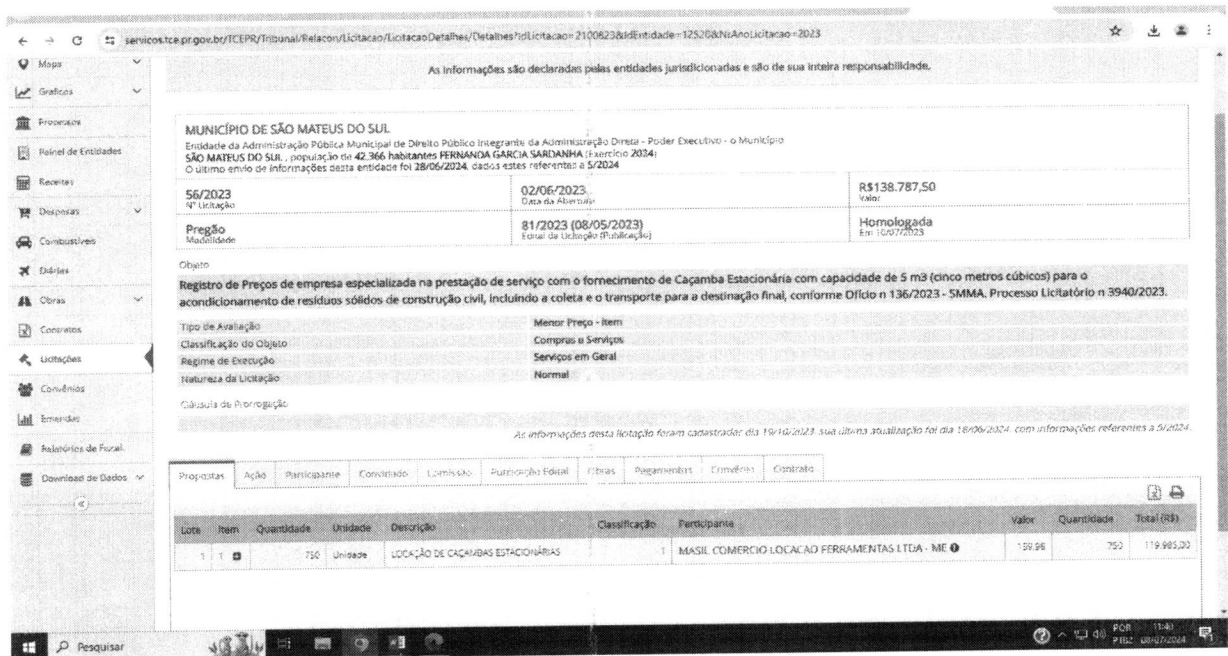 servicos.tce.pr.gov.br/TCEPR/Tribunal/Relacon/Licitacao/LicitacaoDetalhes/Detalhes?idLicitacao=2100823&IdEntidade=12520&NrAnoLicitacao=2023
Mapa
As informações são declaradas pelas entidades jurisdicionadas e são de sua inteira responsabilidade.
Gráficos
Processos
Painel de Entidades
Receitas
Despesas
Combustíveis
Diárias
Obras
Contratos
Licitações
Convênios
Emendas
Relatórios de Fiscal.
Download de Dados
MUNICÍPIO DE SÃO MATEUS DO SUL
Entidade da Administração Pública Municipal de Direito Público integrante da Administração Direta - Poder Executivo - o Município
SÃO MATEUS DO SUL , população de 42.366 habitantes FERNANDA GARCIA SARDANHA (Exercício 2024)
O último envio de informações desta entidade foi 28/06/2024, dados estes referentes a 5/2024
56/2023 02/06/2023 R$138.787,50
Nº Licitação Data da Abertura Valor
Pregão 81/2023 (08/05/2023) Homologada
Modalidade Edital da Licitação (Publicação) Em 10/07/2023
Objeto
Registro de Preços de empresa especializada na prestação de serviço com o fornecimento de Caçamba Estacionária com capacidade de 5 m3 (cinco metros cúbicos) para o
acondicionamento de resíduos sólidos de construção civil, incluindo a coleta e o transporte para a destinação final, conforme Ofício n 136/2023 - SMMA. Processo Licitatório n 3940/2023.
Tipo de Avaliação Menor Preço - Item
Classificação do Objeto Compras e Serviços
Regime de Execução Serviços em Geral
Natureza da Licitação Normal
Cláusula de Prorrogação
As informações desta licitação foram cadastradas dia 19/10/2023, sua última atualização foi dia 18/06/2024, com informações referentes a 5/2024.
Propostas Ação Participante Convidado Comissão Publicação Edital Obras Pagamentos Convênio Contrato
Lote Item Quantidade Unidade Descrição Classificação Participante Valor Quantidade Total (R$)
1 1 750 Unidade LOCAÇÃO DE CAÇAMBAS ESTACIONÁRIAS 1 MASIL COMERCIO LOCACAO FERRAMENTAS LTDA - ME 159,98 750 119.985,00
Pesquisar
POR 11:40
PTB2 08/07/2024